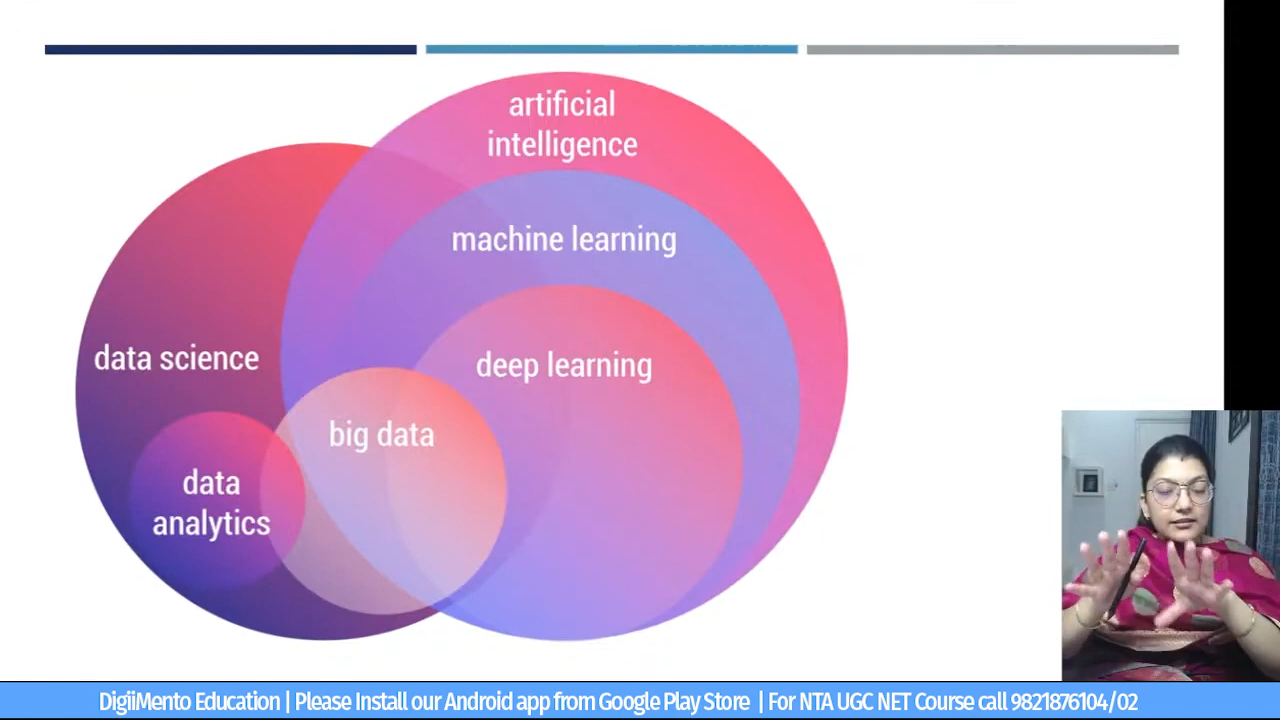 artificial
intelligence
machine learning
data science
deep learning
big data
data
analytics
DigiiMento Education | Please Install our Android app from Google Play Store | For NTA UGC NET Course call 9821876104/02